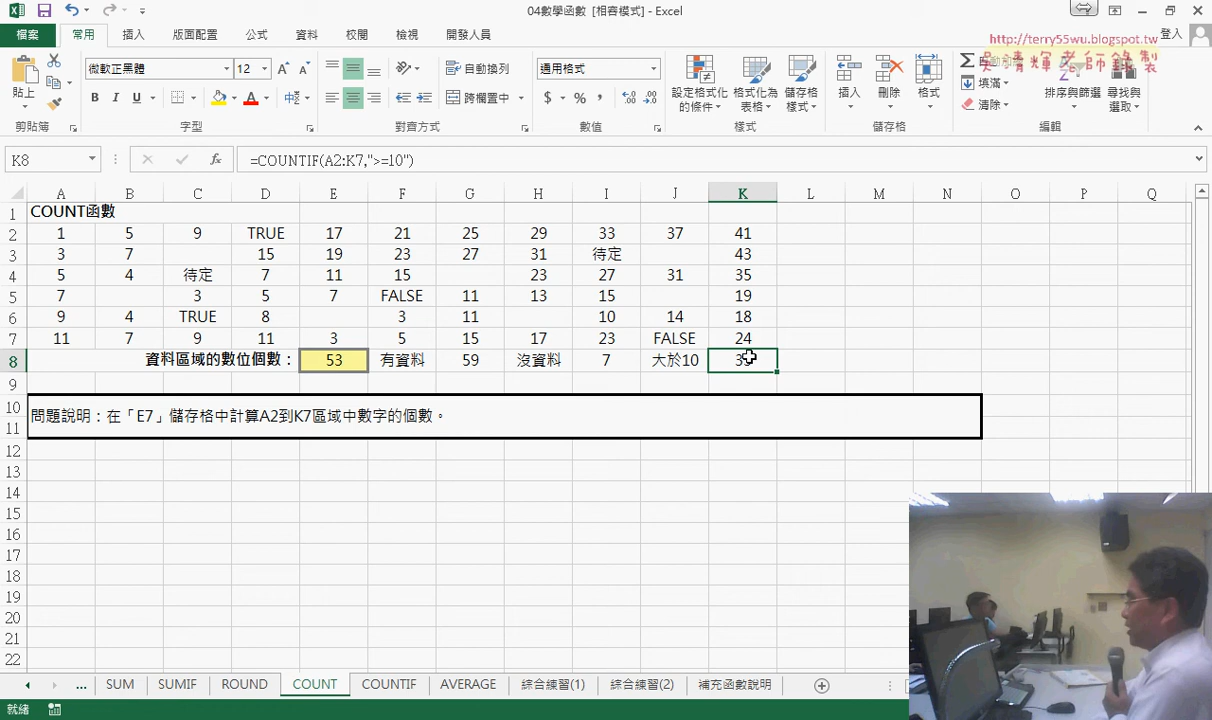 04數學函數 [相容模式] - Excel
http://terry55wu.blogspot.tw
登入
吳清輝老師錄製
檔案 常用 插入 版面配置 公式 資料 校閱 檢視 開發人員
貼上 微軟正黑體 12 自動換列 通用格式
B I U 跨欄置中 $ % ,
設定格式化的條件 格式化為表格 儲存格樣式 插入 刪除 格式 填滿 清除 排序與篩選 尋找與選取
剪貼簿 字型 對齊方式 數值 樣式 儲存格 編輯
K8 fx =COUNTIF(A2:K7,">=10")
A B C D E F G H I J K L M N O P Q
1 COUNT函數
2 1 5 9 TRUE 17 21 25 29 33 37 41
3 3 7 15 19 23 27 31 待定 43
4 5 4 待定 7 11 15 23 27 31 35
5 7 3 5 7 FALSE 11 13 15 19
6 9 4 TRUE 8 3 11 10 14 18
7 11 7 9 11 3 5 15 17 23 FALSE 24
8 資料區域的數位個數： 53 有資料 59 沒資料 7 大於10
9
10 問題說明：在「E7」儲存格中計算A2到K7區域中數字的個數。
11
12
13
14
15
16
17
18
19
20
21
22
... SUM SUMIF ROUND COUNT COUNTIF AVERAGE 綜合練習(1) 綜合練習(2) 補充函數說明
就緒